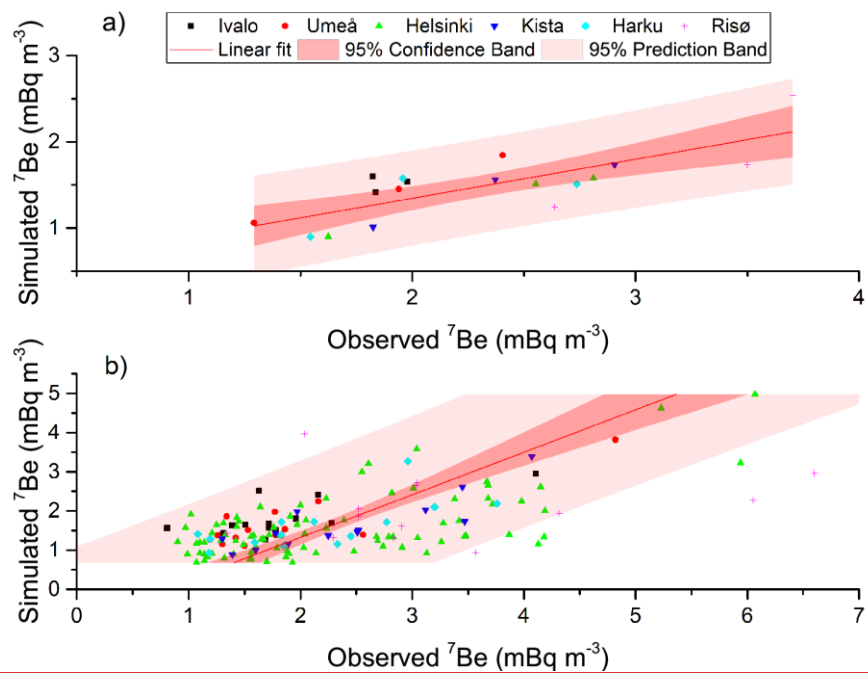 a)
Ivalo Umeå Helsinki Kista Harku Risø
Linear fit 95% Confidence Band 95% Prediction Band
Simulated ⁷Be (mBq m⁻³)
3
2
1
1 2 3 4
Observed ⁷Be (mBq m⁻³)
b)
Simulated ⁷Be (mBq m⁻³)
5
4
3
2
1
0
0 1 2 3 4 5 6 7
Observed ⁷Be (mBq m⁻³)